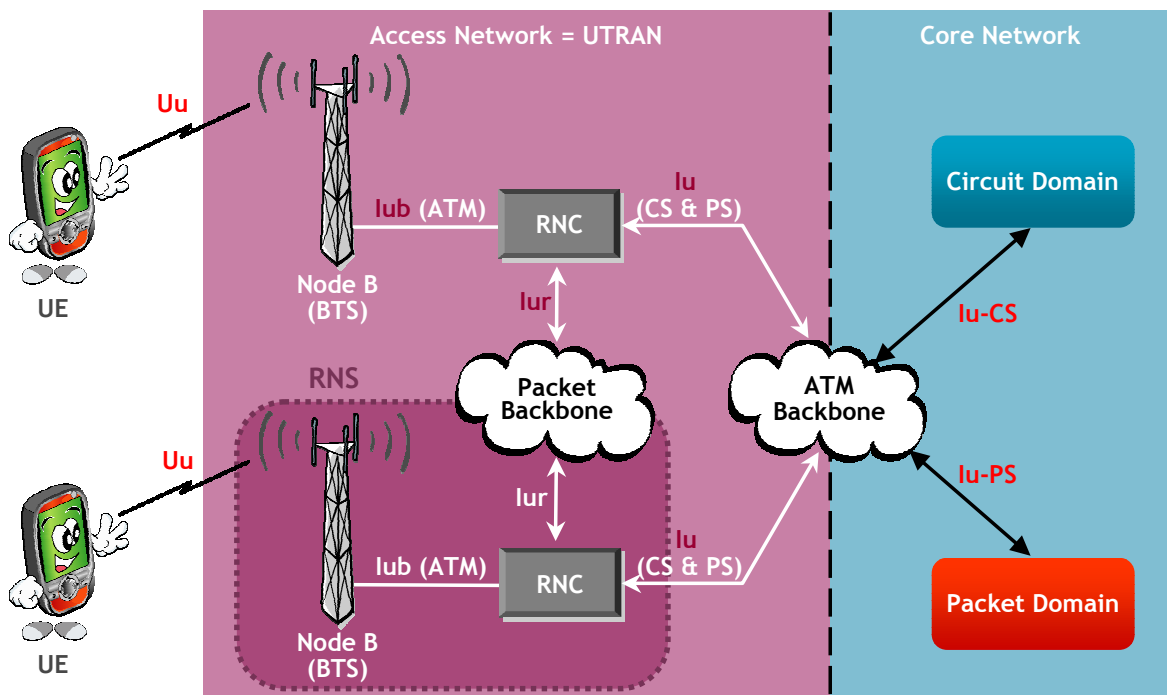 Access Network = UTRAN
Core Network
Uu
UE
Node B
(BTS)
Iub (ATM)
RNC
Iu
(CS & PS)
Circuit Domain
Iur
Iu-CS
Packet
Backbone
ATM
Backbone
RNS
Uu
UE
Node B
(BTS)
Iub (ATM)
Iur
RNC
Iu
(CS & PS)
Iu-PS
Packet Domain